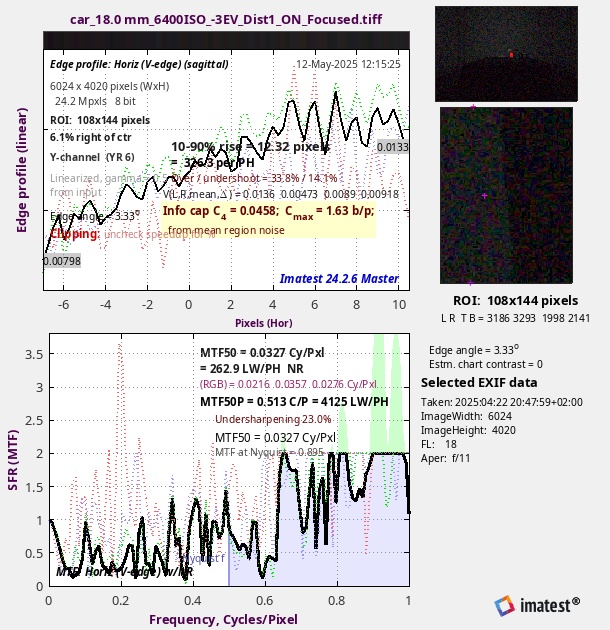 car_18.0 mm_6400ISO_-3EV_Dist1_ON_Focused.tiff
Edge profile: Horiz (V-edge) (sagittal)
12-May-2025 12:15:25
6024 x 4020 pixels (WxH)
24.2 Mpxls   8 bit
ROI:  108x144 pixels
6.1% right of ctr
Y-channel  (YR 6)
10-90% rise = 12.32 pixels
=  326.3 per PH
Linearized, gamma
from input
Over / undershoot = 33.8% / 14.1%
V(L,R,mean,Δ) = 0.0136  0.00473  0.0089  0.00918
Edge angle = 3.33°
Info cap C4 = 0.0458;  Cmax = 1.63 b/p;
from mean region noise
Clipping: uncheck speedup for %
0.0133
0.00798
Imatest 24.2.6 Master
Edge profile (linear)
-6 -4 -2 0 2 4 6 8 10
Pixels (Hor)
MTF50 = 0.0327 Cy/Pxl
= 262.9 LW/PH  NR
(RGB) = 0.0216  0.0357  0.0276 Cy/Pxl
MTF50P = 0.513 C/P = 4125 LW/PH
Undersharpening 23.0%
MTF50 = 0.0327 Cy/Pxl
MTF at Nyquist = 0.895
Nyquist f
MTF: Horiz (V-edge) w/NR
SFR (MTF)
3.5
3
2.5
2
1.5
1
0.5
0
0 0.2 0.4 0.6 0.8 1
Frequency, Cycles/Pixel
ROI:  108x144 pixels
L R  T B = 3186 3293  1998 2141
Edge angle = 3.33°
Estm. chart contrast = 0
Selected EXIF data
Taken: 2025:04:22 20:47:59+02:00
ImageWidth:  6024
ImageHeight:  4020
FL:   18
Aper:  f/11
imatest®